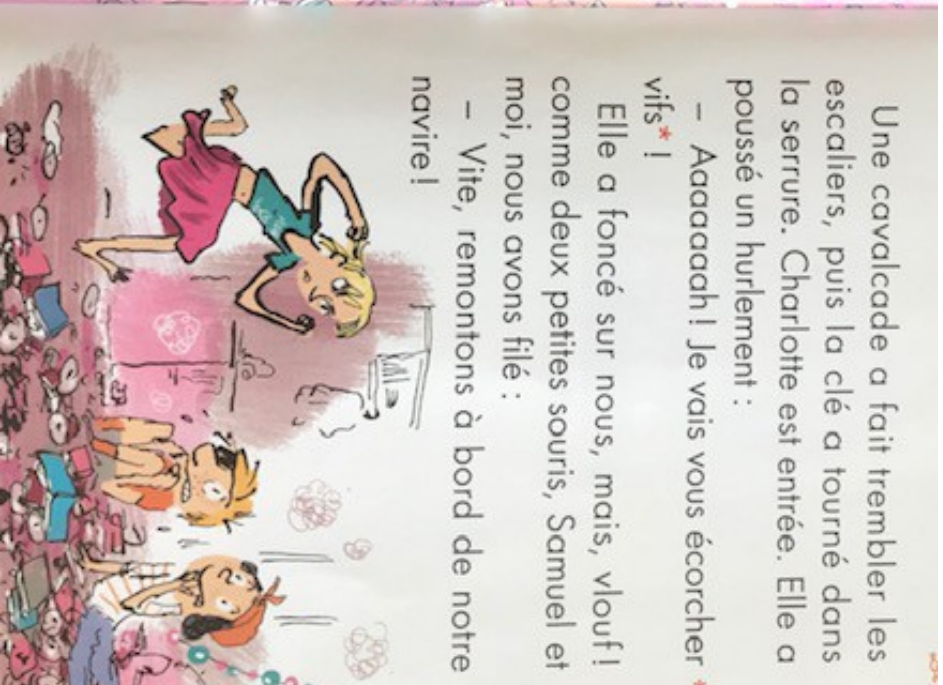 Une cavalcade a fait trembler les
escaliers, puis la clé a tourné dans
la serrure. Charlotte est entrée. Elle a
poussé un hurlement :
– Aaaaaaah ! Je vais vous écorcher
vifs* !
Elle a foncé sur nous, mais, vlouf !
comme deux petites souris, Samuel et
moi, nous avons filé :
– Vite, remontons à bord de notre
navire !